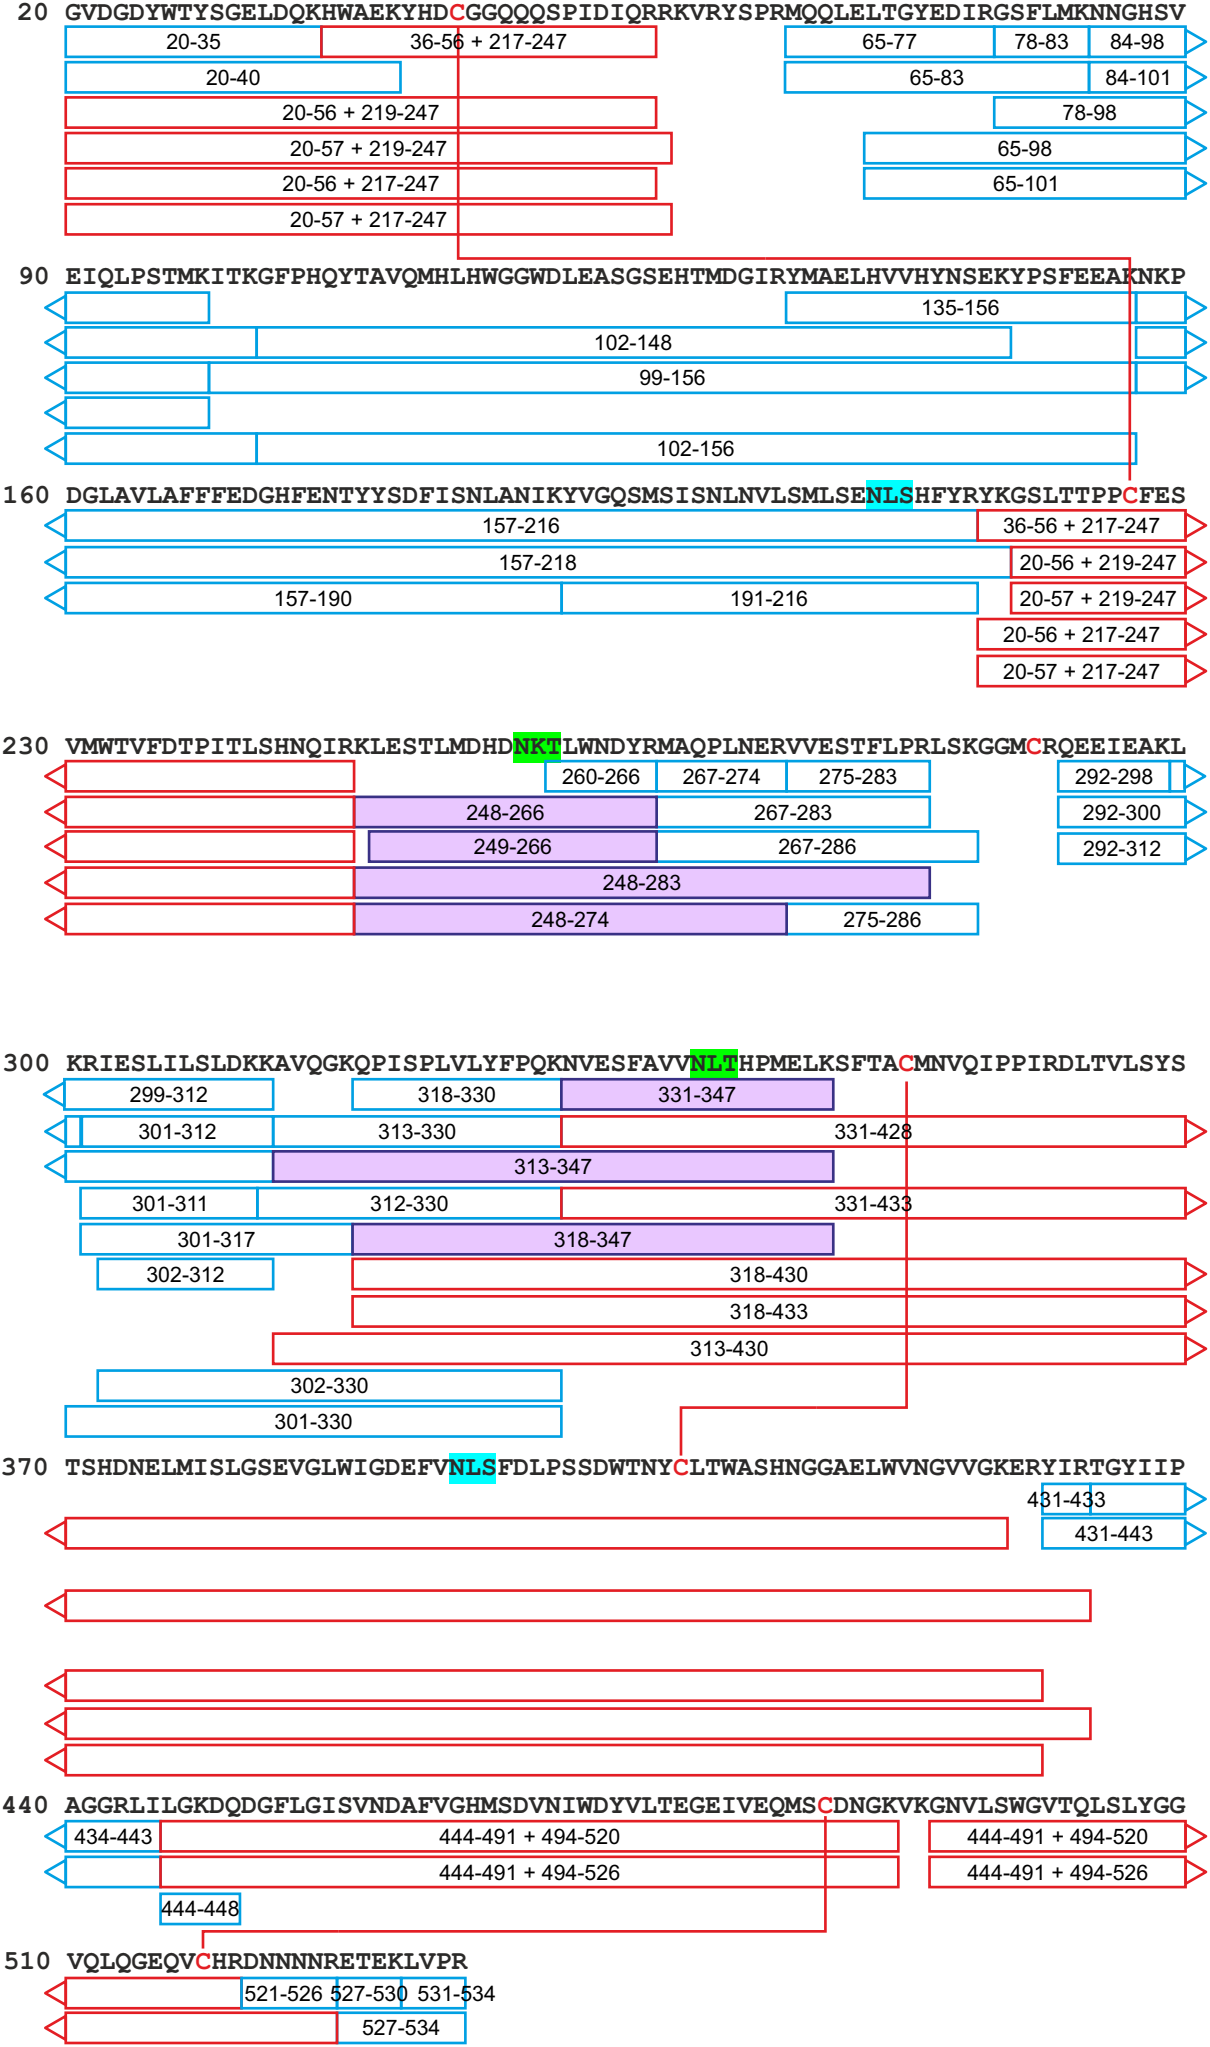 20 GVDGDYWTYSGELDQKHWAEKYHDCGGQQQSPIDIQRRKVRYSPRMQQLELTGYEDIRGSFLMKNNGHSV
20-35 36-56 + 217-247 65-77 78-83 84-98
20-40 65-83 84-101
20-56 + 219-247 78-98
20-57 + 219-247 65-98
20-56 + 217-247 65-101
20-57 + 217-247
90 EIQLPSTMKITKGFPHQYTAVQMHLHWGGWDLEASGSEHTMDGIRYMAELHVVHYNSEKYPSFEEAKNKP
135-156
102-148
99-156
102-156
160 DGLAVLAFFFEDGHFENTYYSDFISNLANIKYVGQSMSISNLNVLSMLSENLSHFYRYKGSLTTPPCFES
157-216 36-56 + 217-247
157-218 20-56 + 219-247
157-190 191-216 20-57 + 219-247
20-56 + 217-247
20-57 + 217-247
230 VMWTVFDTPITLSHNQIRKLESTLMDHDNKTLWNDYRMAQPLNERVVESTFLPRLSKGGMCRQEEIEAKL
260-266 267-274 275-283 292-298
248-266 267-283 292-300
249-266 267-286 292-312
248-283
248-274 275-286
300 KRIESLILSLDKKAVQGKQPISPLVLYFPQKNVESFAVVNLTHPMELKSFTACMNVQIPPIRDLTVLSYS
299-312 318-330 331-347
301-312 313-330 331-428
313-347
301-311 312-330 331-433
301-317 318-347
302-312 318-430
318-433
313-430
302-330
301-330
370 TSHDNELMISLGSEVGLWIGDEFVNLSFDLPSSDWTNYCLTWASHNGGAELWVNGVVGKERYIRTGYIIP
431-433
431-443
440 AGGRLILGKDQDGFLGISVNDAFVGHMSDVNIWDYVLTEGEIVEQMSCDNGKVKGNVLSWGVTQLSLYGG
434-443 444-491 + 494-520 444-491 + 494-520
444-491 + 494-526 444-491 + 494-526
444-448
510 VQLQGEQVCHRDNNNNRETEKLVPR
521-526 527-530 531-534
527-534